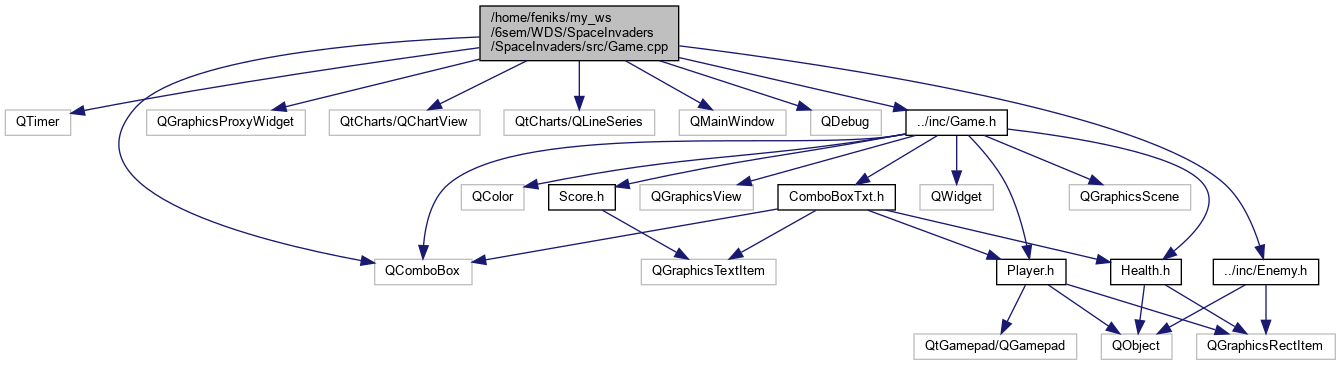 /home/feniks/my_ws
/6sem/WDS/SpaceInvaders
/SpaceInvaders/src/Game.cpp
QTimer
QGraphicsProxyWidget
QtCharts/QChartView
QtCharts/QLineSeries
QMainWindow
QDebug
../inc/Game.h
QColor
Score.h
QGraphicsView
ComboBoxTxt.h
QWidget
QGraphicsScene
QComboBox
QGraphicsTextItem
Player.h
Health.h
../inc/Enemy.h
QtGamepad/QGamepad
QObject
QGraphicsRectItem